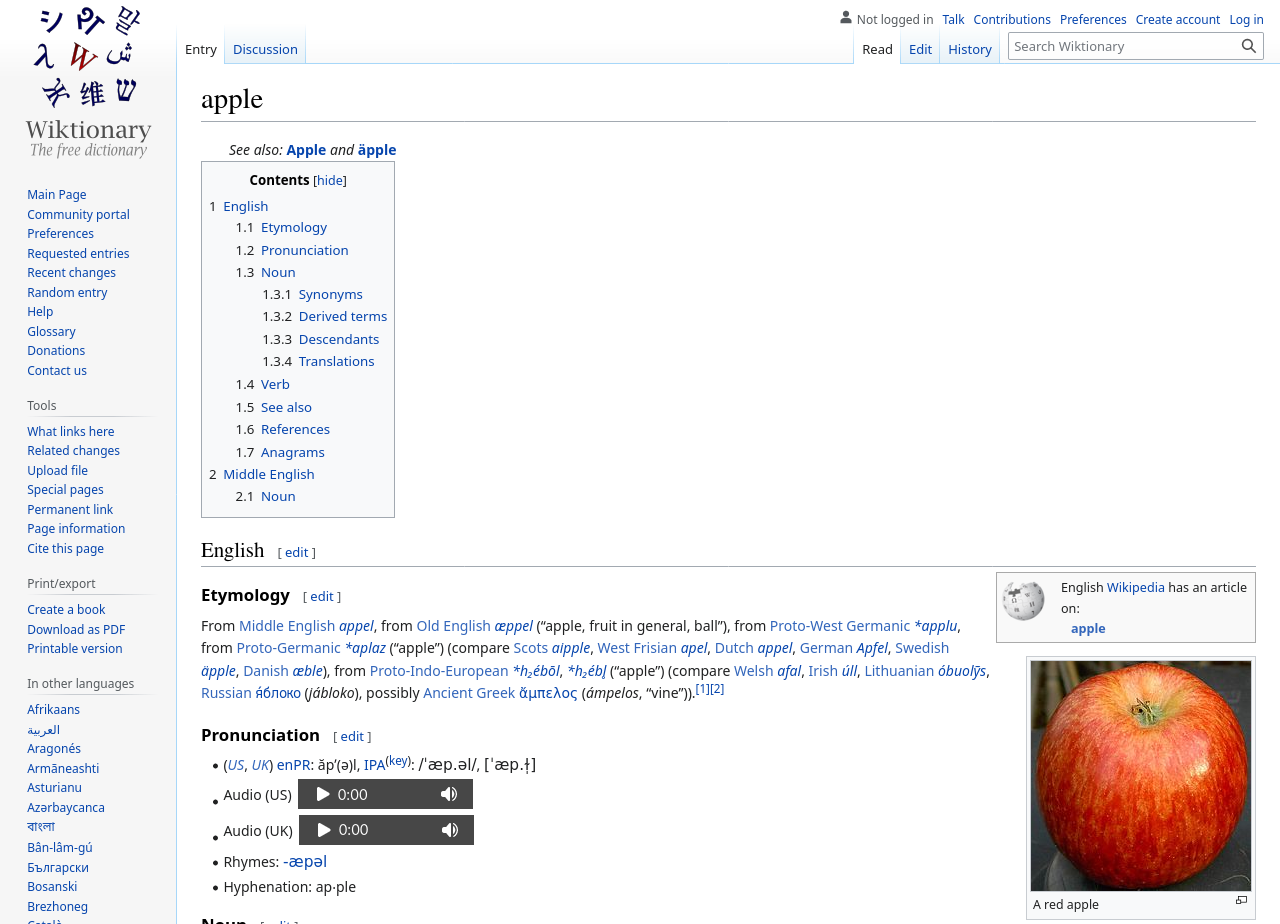 Not logged in Talk Contributions Preferences Create account Log in
Entry Discussion Read Edit History Search Wiktionary
Wiktionary
The free dictionary
Main Page
Community portal
Preferences
Requested entries
Recent changes
Random entry
Help
Glossary
Donations
Contact us
Tools
What links here
Related changes
Upload file
Special pages
Permanent link
Page information
Cite this page
Print/export
Create a book
Download as PDF
Printable version
In other languages
Afrikaans
العربية
Aragonés
Armãneashti
Asturianu
Azərbaycanca
বাংলা
Bân-lâm-gú
Български
Bosanski
Brezhoneg
apple
See also: Apple and äpple
Contents [hide]
1 English
1.1 Etymology
1.2 Pronunciation
1.3 Noun
1.3.1 Synonyms
1.3.2 Derived terms
1.3.3 Descendants
1.3.4 Translations
1.4 Verb
1.5 See also
1.6 References
1.7 Anagrams
2 Middle English
2.1 Noun
English [ edit ]
English Wikipedia has an article
on:
apple
Etymology [ edit ]
From Middle English appel, from Old English æppel (“apple, fruit in general, ball”), from Proto-West Germanic *applu,
from Proto-Germanic *aplaz (“apple”) (compare Scots aipple, West Frisian apel, Dutch appel, German Apfel, Swedish
äpple, Danish æble), from Proto-Indo-European *h₂ébōl, *h₂ébl̥ (“apple”) (compare Welsh afal, Irish úll, Lithuanian óbuolỹs,
Russian я́блоко (jábloko), possibly Ancient Greek ἄμπελος (ámpelos, “vine”)).[1][2]
Pronunciation [ edit ]
• (US, UK) enPR: ăpʹ(ə)l, IPA(key): /ˈæp.əl/, [ˈæp.ɫ̩]
• Audio (US) 0:00
• Audio (UK) 0:00
• Rhymes: -æpəl
• Hyphenation: ap‧ple
A red apple
Noun [ edit ]